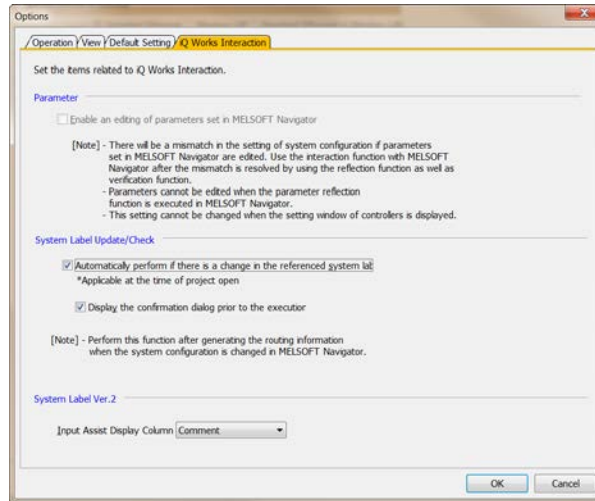 Options
Operation View Default Setting iQ Works Interaction
Set the items related to iQ Works Interaction.
Parameter
Enable an editing of parameters set in MELSOFT Navigator
[Note] - There will be a mismatch in the setting of system configuration if parameters
set in MELSOFT Navigator are edited. Use the interaction function with MELSOFT
Navigator after the mismatch is resolved by using the reflection function as well as
verification function.
- Parameters cannot be edited when the parameter reflection
function is executed in MELSOFT Navigator.
- This setting cannot be changed when the setting window of controllers is displayed.
System Label Update/Check
Automatically perform if there is a change in the referenced system lab
*Applicable at the time of project open
Display the confirmation dialog prior to the execution
[Note] - Perform this function after generating the routing information
when the system configuration is changed in MELSOFT Navigator.
System Label Ver.2
Input Assist Display Column Comment
OK Cancel